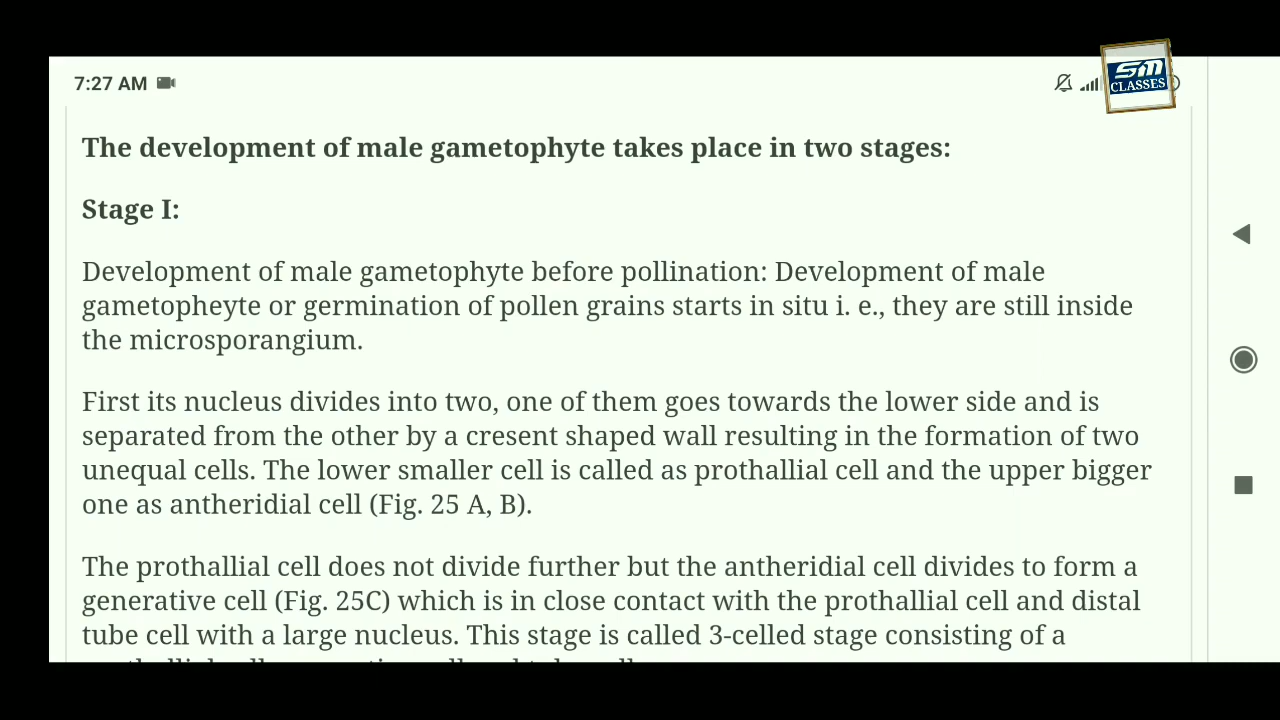 7:27 AM
SM
CLASSES
The development of male gametophyte takes place in two stages:
Stage I:
Development of male gametophyte before pollination: Development of male
gametopheyte or germination of pollen grains starts in situ i. e., they are still inside
the microsporangium.
First its nucleus divides into two, one of them goes towards the lower side and is
separated from the other by a cresent shaped wall resulting in the formation of two
unequal cells. The lower smaller cell is called as prothallial cell and the upper bigger
one as antheridial cell (Fig. 25 A, B).
The prothallial cell does not divide further but the antheridial cell divides to form a
generative cell (Fig. 25C) which is in close contact with the prothallial cell and distal
tube cell with a large nucleus. This stage is called 3-celled stage consisting of a